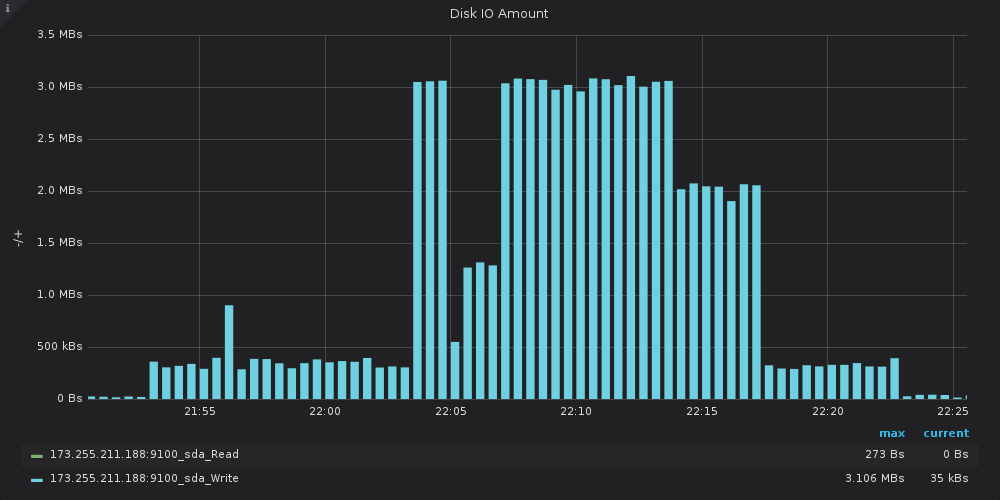 i
Disk IO Amount
3.5 MBs
3.0 MBs
2.5 MBs
2.0 MBs
1.5 MBs
1.0 MBs
500 kBs
0 Bs
-/+
21:55 22:00 22:05 22:10 22:15 22:20 22:25
max current
173.255.211.188:9100_sda_Read 273 Bs 0 Bs
173.255.211.188:9100_sda_Write 3.106 MBs 35 kBs